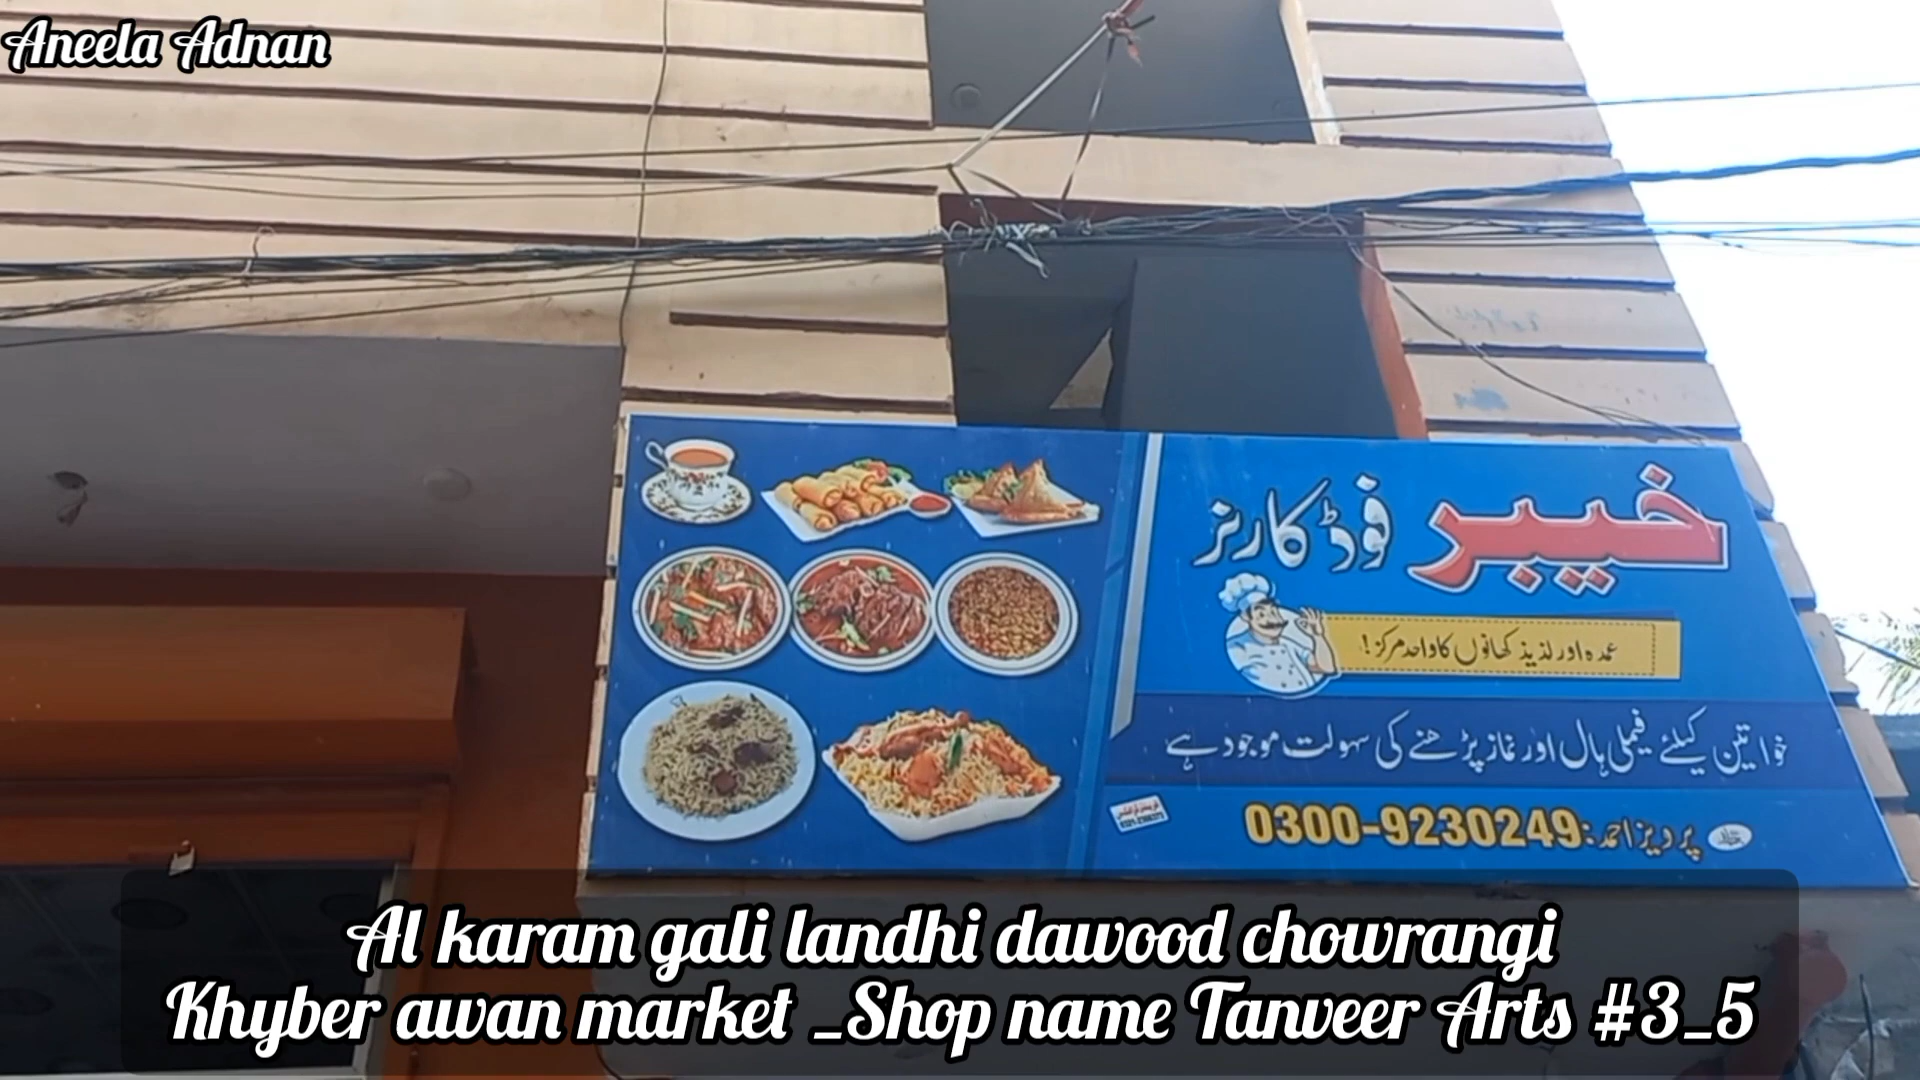 Aneela Adnan
خیبر فوڈ کارنر
عمدہ اور لذیذ کھانوں کا واحد مرکز!
خواتین کیلئے فیملی ہال اور نماز پڑھنے کی سہولت موجود ہے
پرویز احمد: 0300-9230249
Al karam gali landhi dawood chowrangi
Khyber awan market _Shop name Tanveer Arts #3_5